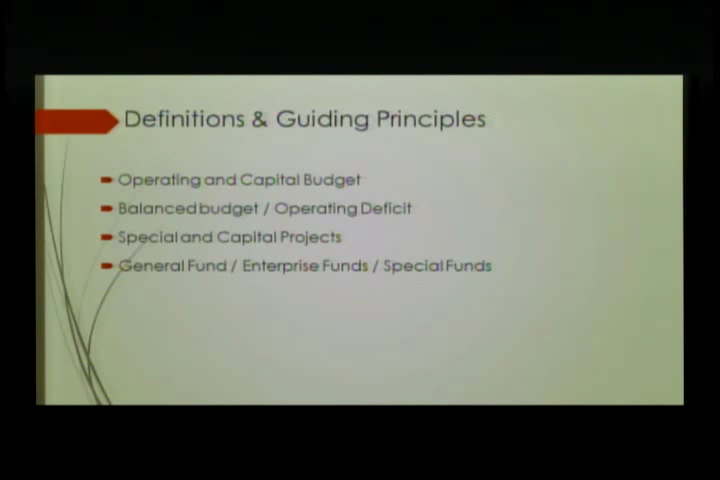 Definitions & Guiding Principles
Operating and Capital Budget
Balanced budget / Operating Deficit
Special and Capital Projects
General Fund / Enterprise Funds / Special Funds